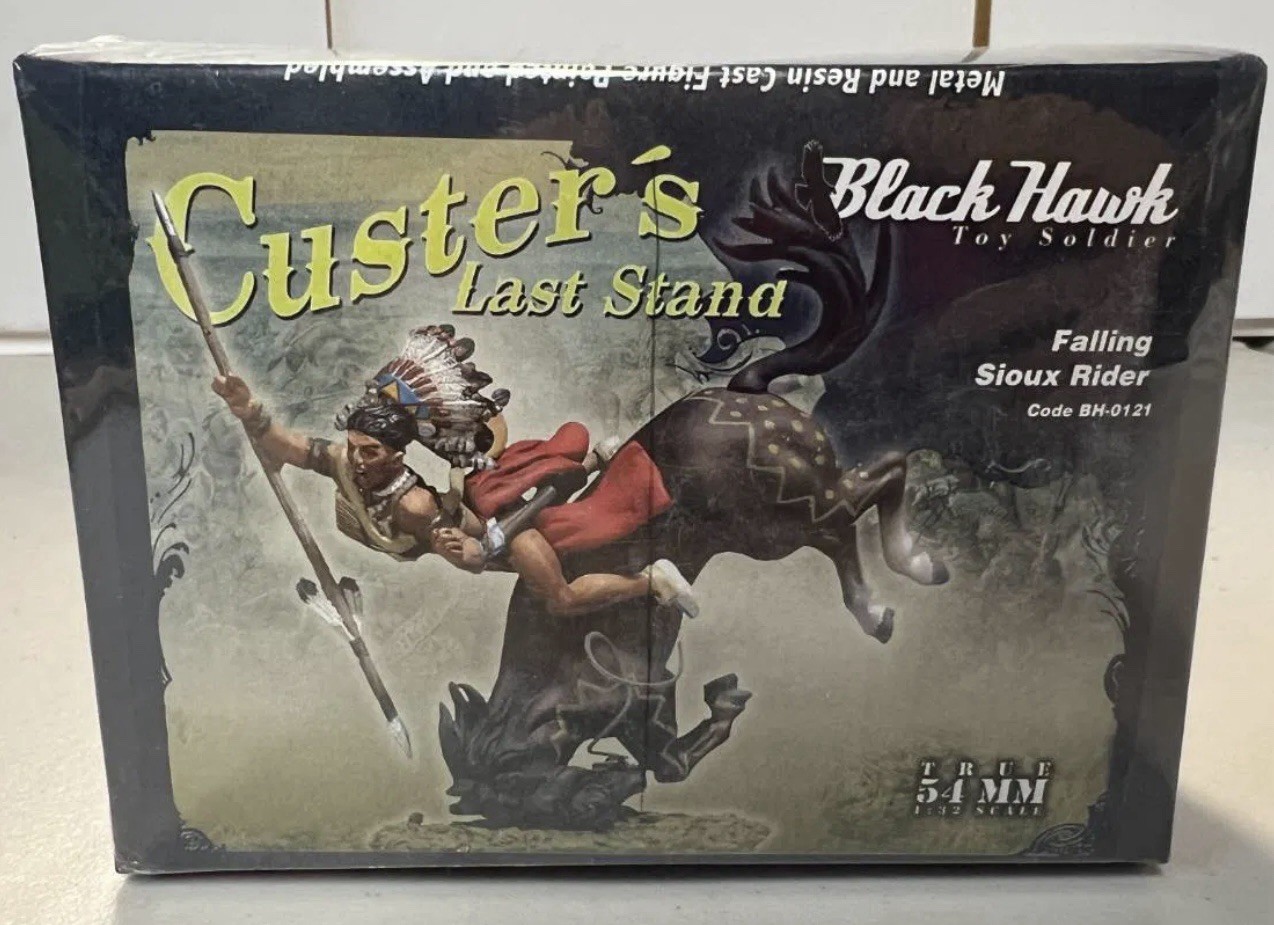 Metal and Resin Cast Figure Painted and Assembled
Custer's
Last Stand
Black Hawk
Toy Soldier
Falling
Sioux Rider
Code BH-0121
TRUE
54 MM
1:32 SCALE